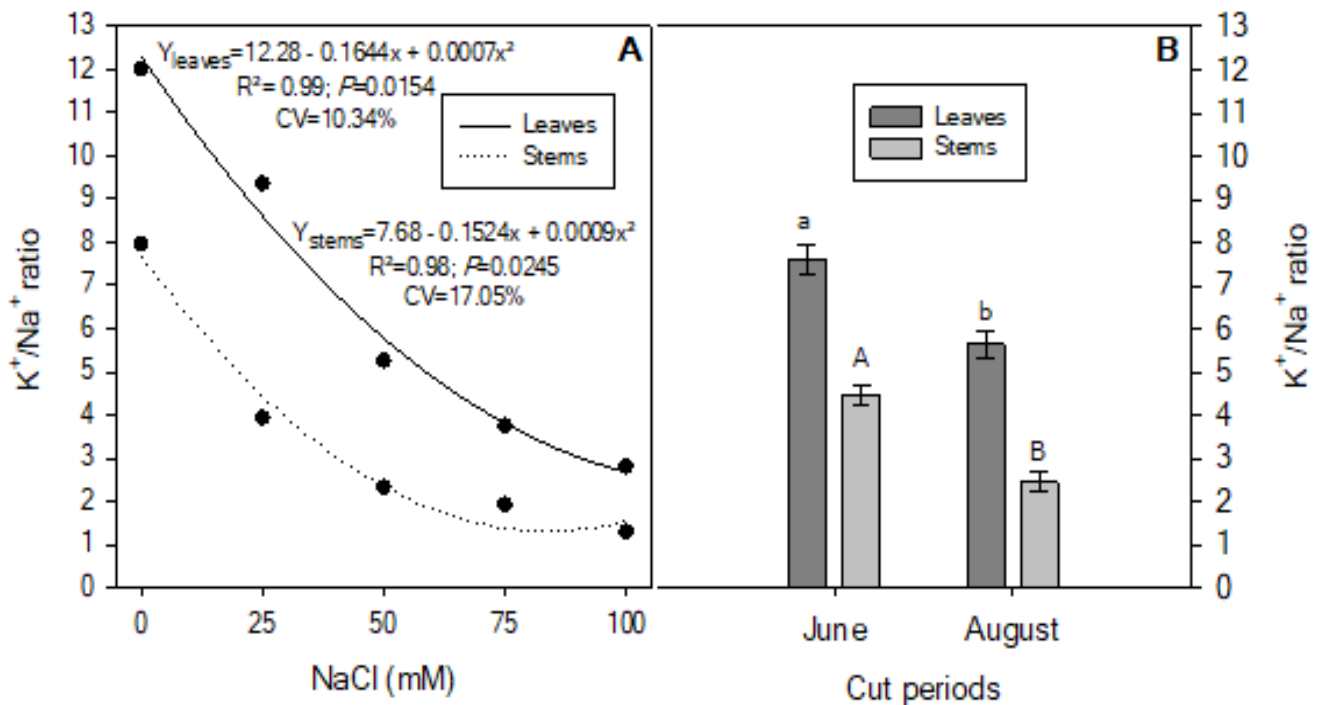 A
Y leaves=12.28 - 0.1644x + 0.0007x²
R²= 0.99; P=0.0154
CV=10.34%
Leaves
Stems
Y stems=7.68 - 0.1524x + 0.0009x²
R²=0.98; P=0.0245
CV=17.05%
K⁺/Na⁺ ratio
13
12
11
10
9
8
7
6
5
4
3
2
1
0
0 25 50 75 100
NaCl (mM)
B
Leaves
Stems
a
A
b
B
June August
Cut periods
13
12
11
10
9
8
7
6
5
4
3
2
1
0
K⁺/Na⁺ ratio